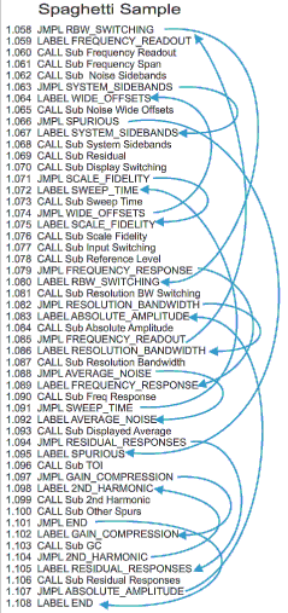 Spaghetti Sample
1.058 JMPL RBW_SWITCHING
1.059 LABEL FREQUENCY_READOUT
1.060 CALL Sub Frequency Readout
1.061 CALL Sub Frequency Span
1.062 CALL Sub Noise Sidebands
1.063 JMPL SYSTEM_SIDEBANDS
1.064 LABEL WIDE_OFFSETS
1.065 CALL Sub Noise Wide Offsets
1.066 JMPL SPURIOUS
1.067 LABEL SYSTEM_SIDEBANDS
1.068 CALL Sub System Sidebands
1.069 CALL Sub Residual
1.070 CALL Sub Display Switching
1.071 JMPL SCALE_FIDELITY
1.072 LABEL SWEEP_TIME
1.073 CALL Sub Sweep Time
1.074 JMPL WIDE_OFFSETS
1.075 LABEL SCALE_FIDELITY
1.076 CALL Sub Scale Fidelity
1.077 CALL Sub Input Switching
1.078 CALL Sub Reference Level
1.079 JMPL FREQUENCY_RESPONSE
1.080 LABEL RBW_SWITCHING
1.081 CALL Sub Resolution BW Switching
1.082 JMPL RESOLUTION_BANDWIDTH
1.083 LABEL ABSOLUTE_AMPLITUDE
1.084 CALL Sub Absolute Amplitude
1.085 JMPL FREQUENCY_READOUT
1.086 LABEL RESOLUTION_BANDWIDTH
1.087 CALL Sub Resolution Bandwidth
1.088 JMPL AVERAGE_NOISE
1.089 LABEL FREQUENCY_RESPONSE
1.090 CALL Sub Freq Response
1.091 JMPL SWEEP_TIME
1.092 LABEL AVERAGE_NOISE
1.093 CALL Sub Displayed Average
1.094 JMPL RESIDUAL_RESPONSES
1.095 LABEL SPURIOUS
1.096 CALL Sub TOI
1.097 JMPL GAIN_COMPRESSION
1.098 LABEL 2ND_HARMONIC
1.099 CALL Sub 2nd Harmonic
1.100 CALL Sub Other Spurs
1.101 JMPL END
1.102 LABEL GAIN_COMPRESSION
1.103 CALL Sub GC
1.104 JMPL 2ND_HARMONIC
1.105 LABEL RESIDUAL_RESPONSES
1.106 CALL Sub Residual Responses
1.107 JMPL ABSOLUTE_AMPLITUDE
1.108 LABEL END